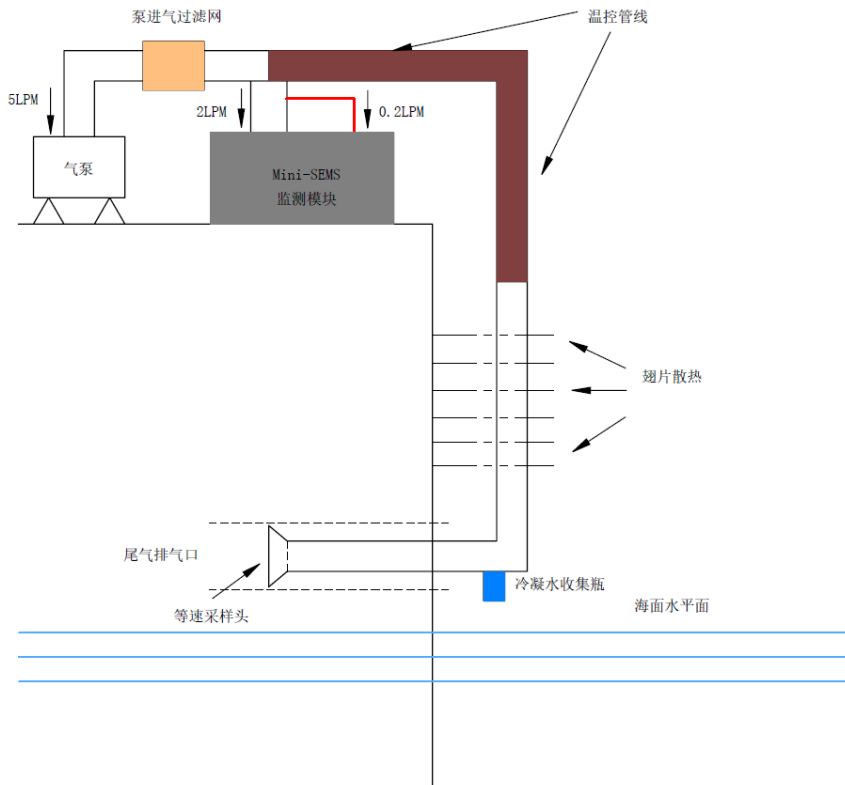 泵进气过滤网
温控管线
5LPM
2LPM
0.2LPM
气泵
Mini-SEMS
监测模块
翅片散热
尾气排气口
冷凝水收集瓶
等速采样头
海面水平面